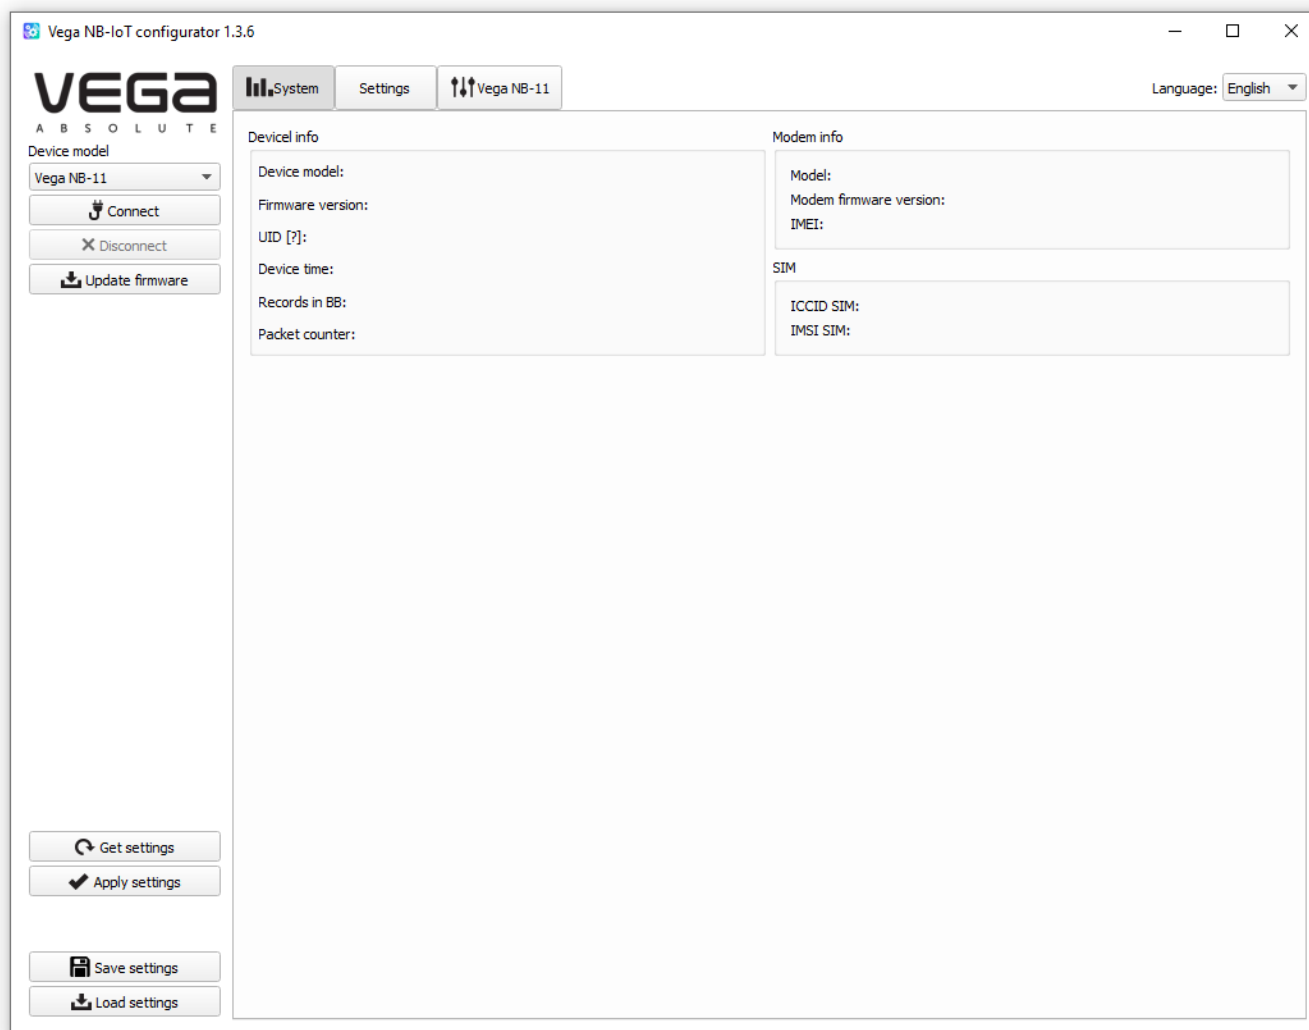 Vega NB-IoT configurator 1.3.6
VEGA
ABSOLUTE
System
Settings
Vega NB-11
Language:
English
Device model
Vega NB-11
Connect
Disconnect
Update firmware
Get settings
Apply settings
Save settings
Load settings
Devicel info
Device model:
Firmware version:
UID [?]:
Device time:
Records in BB:
Packet counter:
Modem info
Model:
Modem firmware version:
IMEI:
SIM
ICCID SIM:
IMSI SIM: